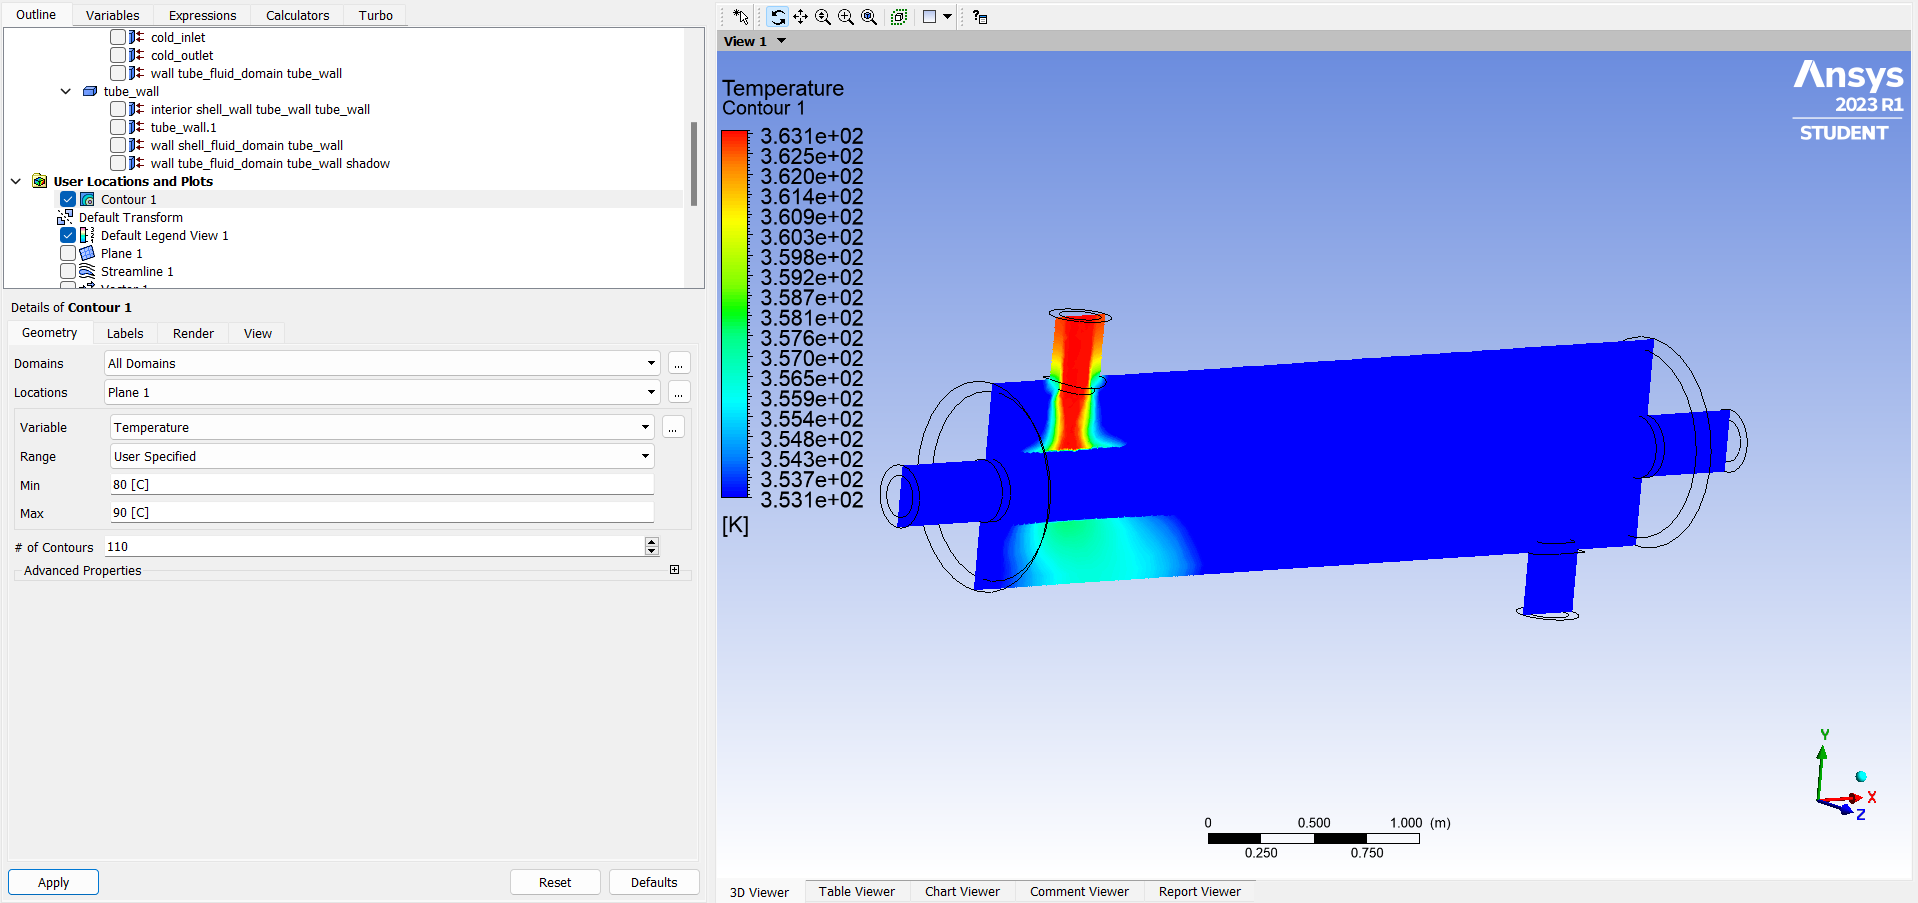 Outline Variables Expressions Calculators Turbo
cold_inlet
cold_outlet
wall tube_fluid_domain tube_wall
tube_wall
interior shell_wall tube_wall tube_wall
tube_wall.1
wall shell_fluid_domain tube_wall
wall tube_fluid_domain tube_wall shadow
User Locations and Plots
Contour 1
Default Transform
Default Legend View 1
Plane 1
Streamline 1
Details of Contour 1
Geometry Labels Render View
Domains All Domains ...
Locations Plane 1 ...
Variable Temperature ...
Range User Specified
Min 80 [C]
Max 90 [C]
# of Contours 110
Advanced Properties
Apply Reset Defaults
View 1
Temperature
Contour 1
3.631e+02
3.625e+02
3.620e+02
3.614e+02
3.609e+02
3.603e+02
3.598e+02
3.592e+02
3.587e+02
3.581e+02
3.576e+02
3.570e+02
3.565e+02
3.559e+02
3.554e+02
3.548e+02
3.543e+02
3.537e+02
3.531e+02
[K]
Ansys
2023 R1
STUDENT
Y
X
Z
0 0.500 1.000 (m)
0.250 0.750
3D Viewer Table Viewer Chart Viewer Comment Viewer Report Viewer